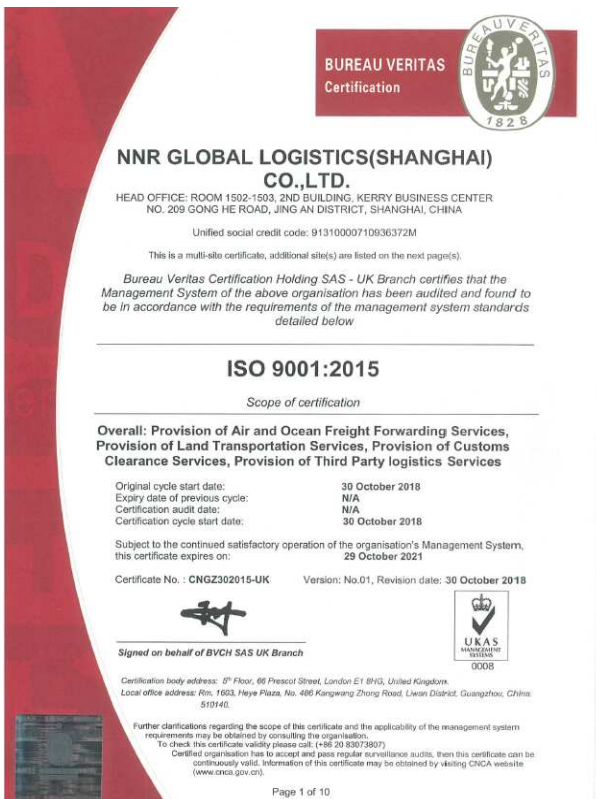 BUREAU VERITAS
Certification
BUREAU VERITAS
1828
NNR GLOBAL LOGISTICS(SHANGHAI)
CO.,LTD.
HEAD OFFICE: ROOM 1502-1503, 2ND BUILDING, KERRY BUSINESS CENTER
NO. 209 GONG HE ROAD, JING AN DISTRICT, SHANGHAI, CHINA
Unified social credit code: 91310000710936372M
This is a multi-site certificate, additional site(s) are listed on the next page(s).
Bureau Veritas Certification Holding SAS - UK Branch certifies that the
Management System of the above organisation has been audited and found to
be in accordance with the requirements of the management system standards
detailed below
ISO 9001:2015
Scope of certification
Overall: Provision of Air and Ocean Freight Forwarding Services,
Provision of Land Transportation Services, Provision of Customs
Clearance Services, Provision of Third Party logistics Services
Original cycle start date: 30 October 2018
Expiry date of previous cycle: N/A
Certification audit date: N/A
Certification cycle start date: 30 October 2018
Subject to the continued satisfactory operation of the organisation's Management System,
this certificate expires on: 29 October 2021
Certificate No. : CNGZ302015-UK Version: No.01, Revision date: 30 October 2018
Signed on behalf of BVCH SAS UK Branch
UKAS
MANAGEMENT
SYSTEMS
0008
Certification body address: 5th Floor, 66 Prescot Street, London E1 8HG, United Kingdom.
Local office address: Rm. 1603, Heye Plaza, No. 486 Kangwang Zhong Road, Liwan District, Guangzhou, China.
510140.
Further clarifications regarding the scope of this certificate and the applicability of the management system
requirements may be obtained by consulting the organisation.
To check this certificate validity please call: (+86 20 83073807)
Certified organisation has to accept and pass regular surveillance audits, then this certificate can be
continuously valid. Information of this certificate may be obtained by visiting CNCA website
(www.cnca.gov.cn).
Page 1 of 10